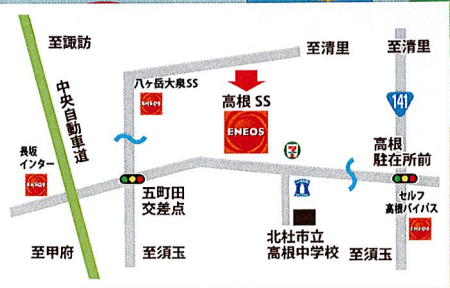 至諏訪
至清里
至清里
中央自動車道
八ヶ岳大泉SS
ENEOS
高根 SS
ENEOS
141
7
高根
駐在所前
長坂
インター
ENEOS
五町田
交差点
セルフ
高根バイパス
ENEOS
北杜市立
高根中学校
至甲府
至須玉
至須玉